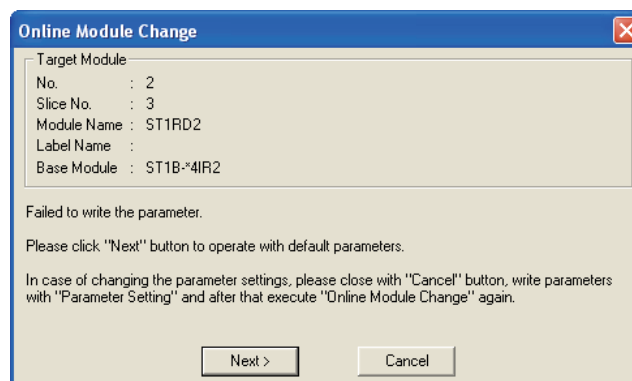 Online Module Change
Target Module
No. : 2
Slice No. : 3
Module Name : ST1RD2
Label Name :
Base Module : ST1B-*4IR2
Failed to write the parameter.
Please click "Next" button to operate with default parameters.
In case of changing the parameter settings, please close with "Cancel" button, write parameters
with "Parameter Setting" and after that execute "Online Module Change" again.
Next >
Cancel